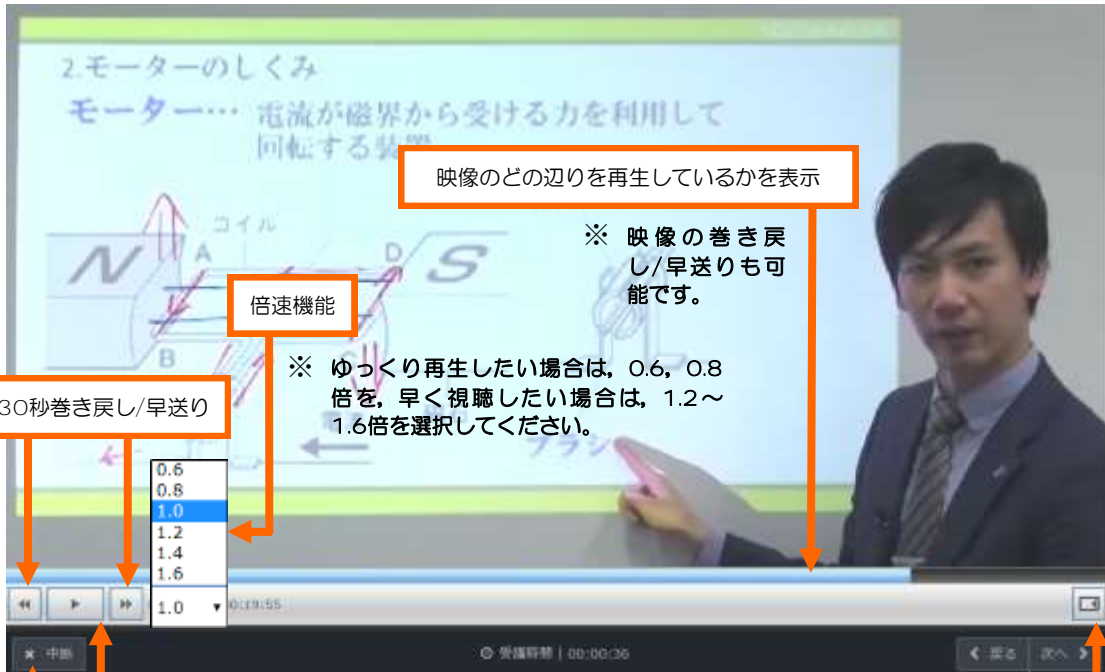 2.モーターのしくみ
モーター… 電流が磁界から受ける力を利用して
回転する装置
映像のどの辺りを再生しているかを表示
※ 映像の巻き戻
し/早送りも可
能です。
コイル
N
A
D
S
倍速機能
B
※ ゆっくり再生したい場合は，0.6，0.8
倍を，早く視聴したい場合は，1.2～
1.6倍を選択してください。
30秒巻き戻し/早送り
ブラシ
0.6
0.8
1.0
1.2
1.4
1.6
1.0
0:19:55
× 中断
受講時間 | 00:00:36
戻る
次へ